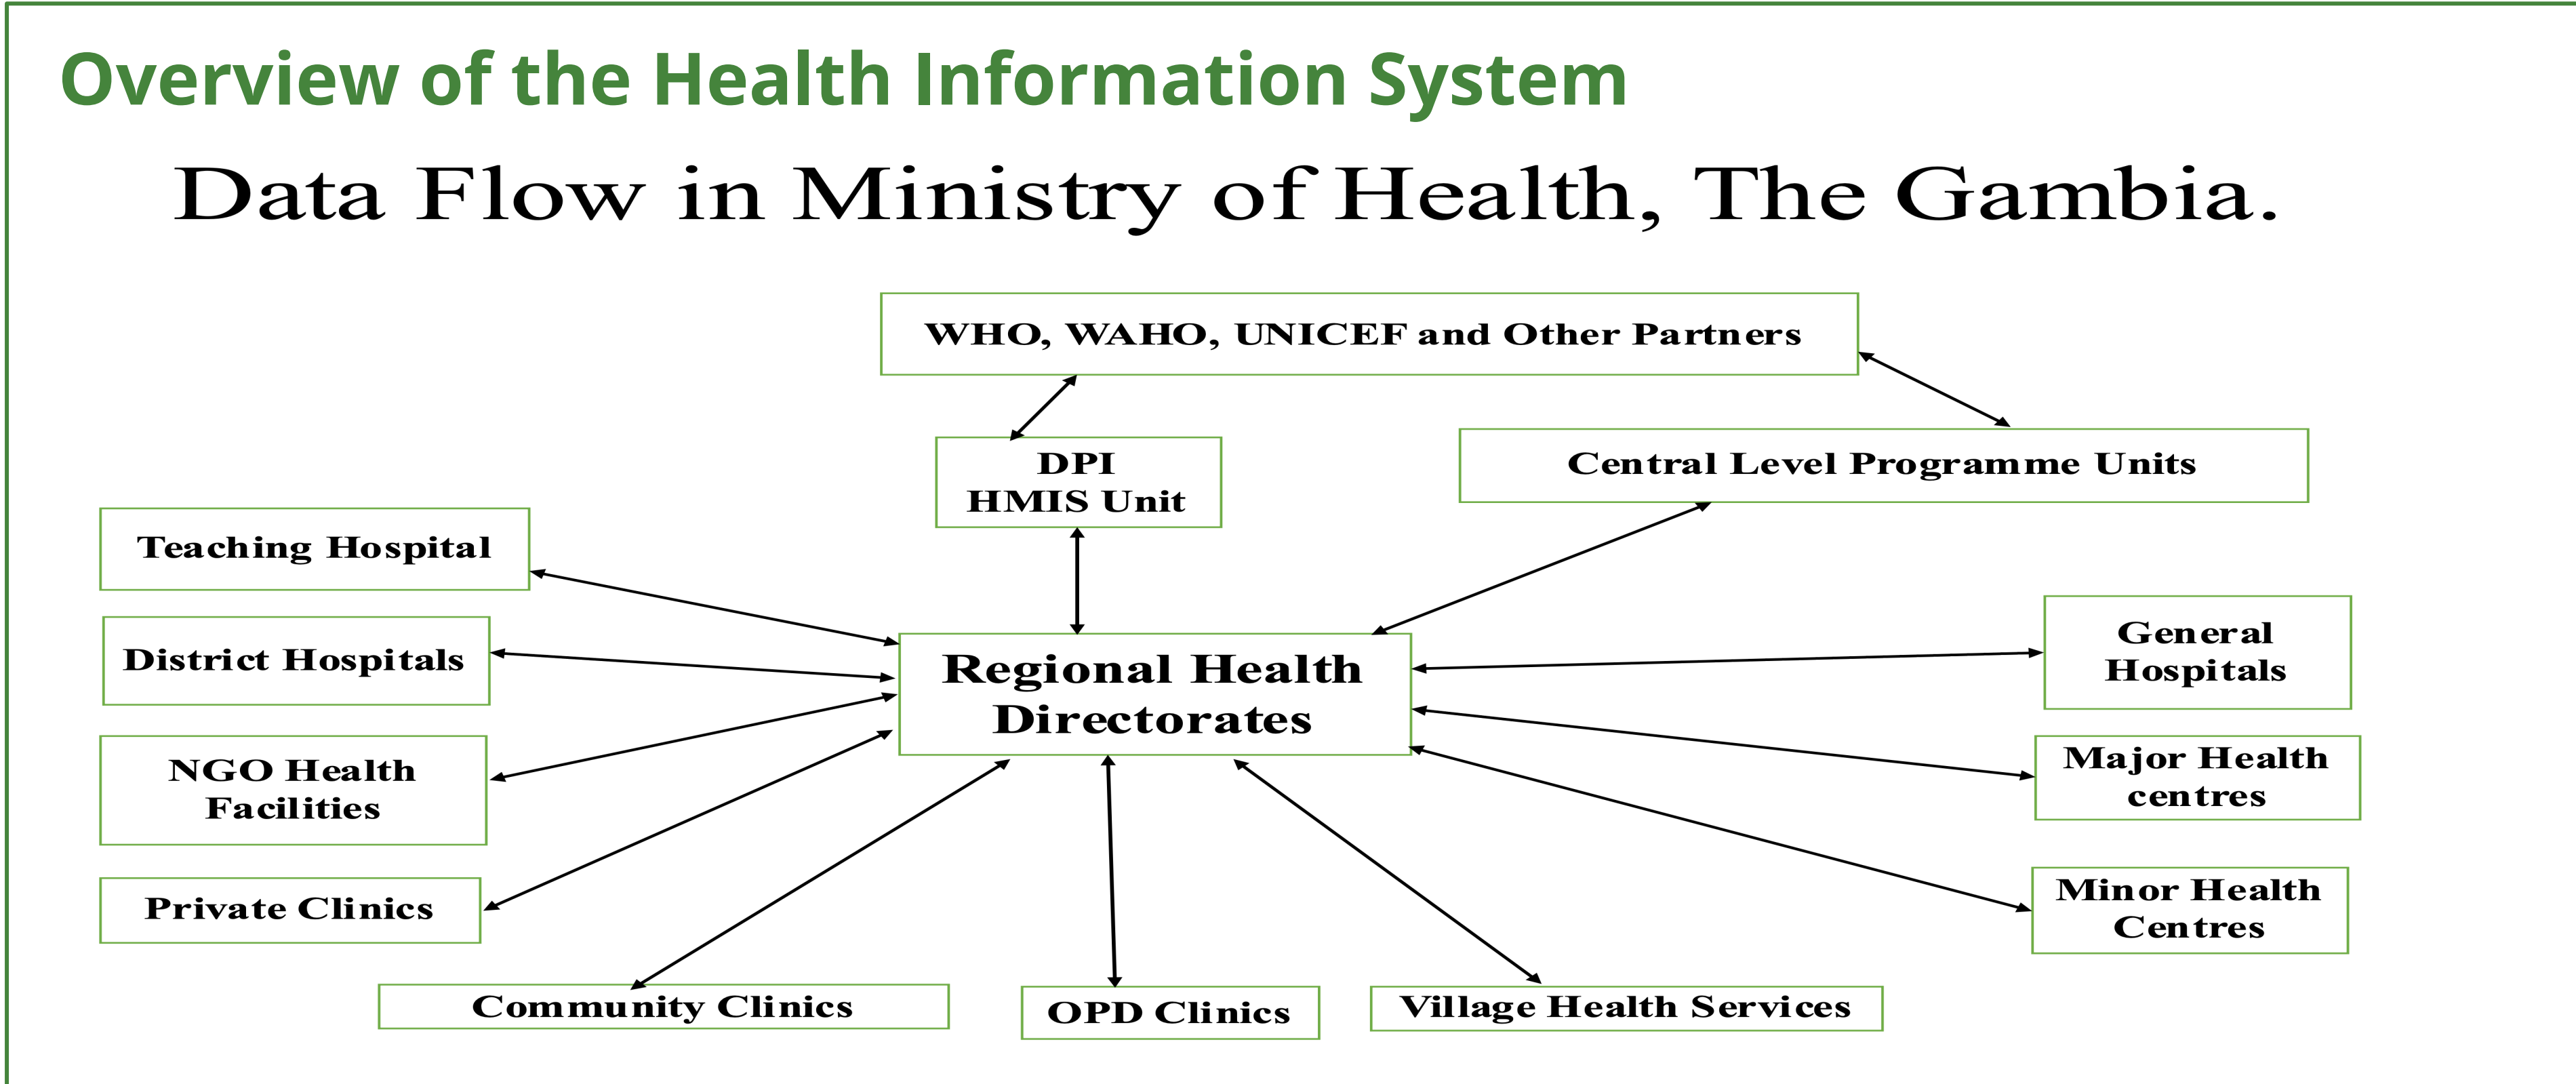 Overview of the Health Information System
Data Flow in Ministry of Health, The Gambia.
WHO, WAHO, UNICEF and Other Partners
DPI
HMIS Unit
Central Level Programme Units
Teaching Hospital
District Hospitals
NGO Health
Facilities
Private Clinics
Regional Health
Directorates
General
Hospitals
Major Health
centres
Minor Health
Centres
Community Clinics
OPD Clinics
Village Health Services